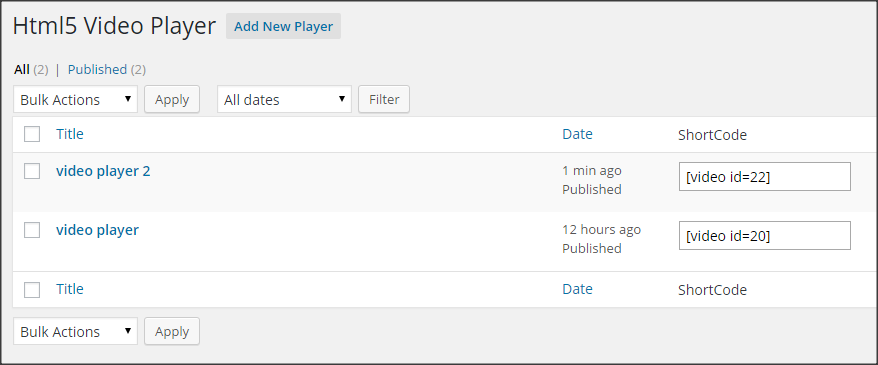 Html5 Video Player Add New Player
All (2) | Published (2)
Bulk Actions Apply All dates Filter
Title Date ShortCode
video player 2 1 min ago [video id=22]
Published
video player 12 hours ago [video id=20]
Published
Title Date ShortCode
Bulk Actions Apply